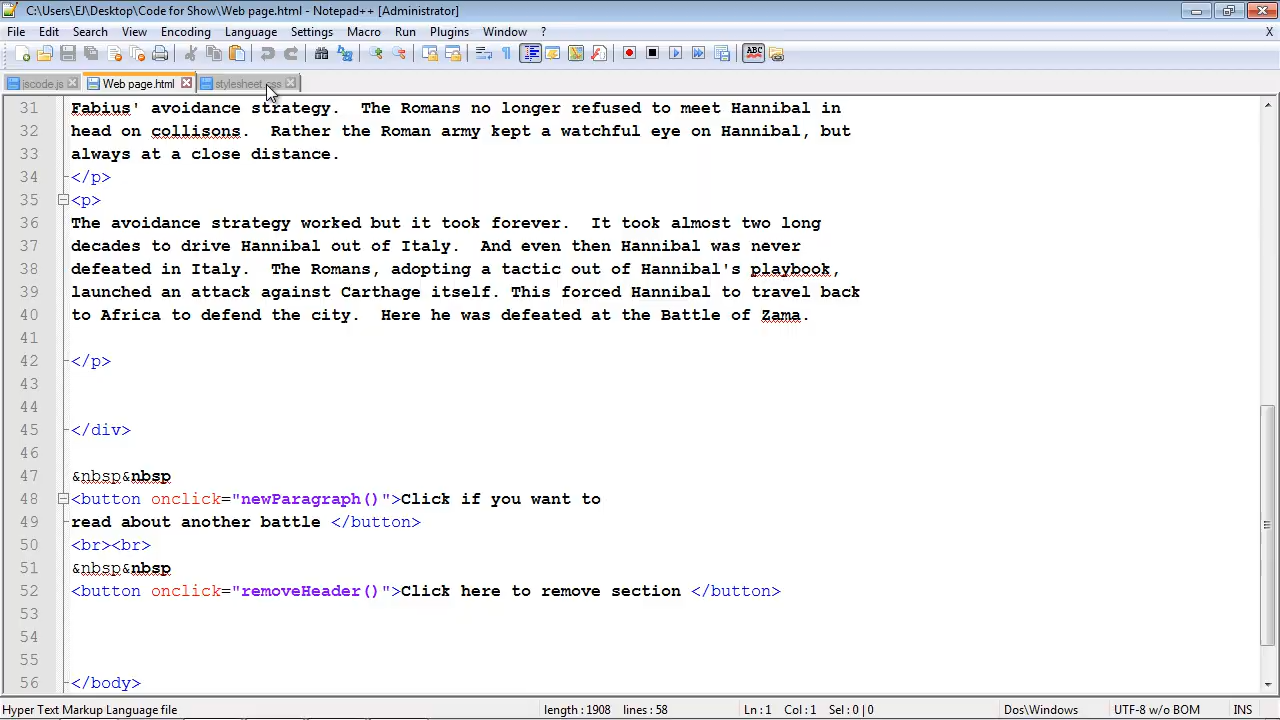 C:\Users\EJ\Desktop\Code for Show\Web page.html - Notepad++ [Administrator]
File Edit Search View Encoding Language Settings Macro Run Plugins Window ? X
jscode.js Web page.html stylesheet.css
31 Fabius' avoidance strategy.  The Romans no longer refused to meet Hannibal in
32 head on collisons.  Rather the Roman army kept a watchful eye on Hannibal, but
33 always at a close distance.
34 </p>
35 <p>
36 The avoidance strategy worked but it took forever.  It took almost two long
37 decades to drive Hannibal out of Italy.  And even then Hannibal was never
38 defeated in Italy.  The Romans, adopting a tactic out of Hannibal's playbook,
39 launched an attack against Carthage itself. This forced Hannibal to travel back
40 to Africa to defend the city.  Here he was defeated at the Battle of Zama.
41
42 </p>
43
44
45 </div>
46
47 &nbsp&nbsp
48 <button onclick="newParagraph()">Click if you want to
49 read about another battle </button>
50 <br><br>
51 &nbsp&nbsp
52 <button onclick="removeHeader()">Click here to remove section </button>
53
54
55
56 </body>
Hyper Text Markup Language file length : 1908 lines : 58 Ln : 1 Col : 1 Sel : 0 | 0 Dos\Windows UTF-8 w/o BOM INS